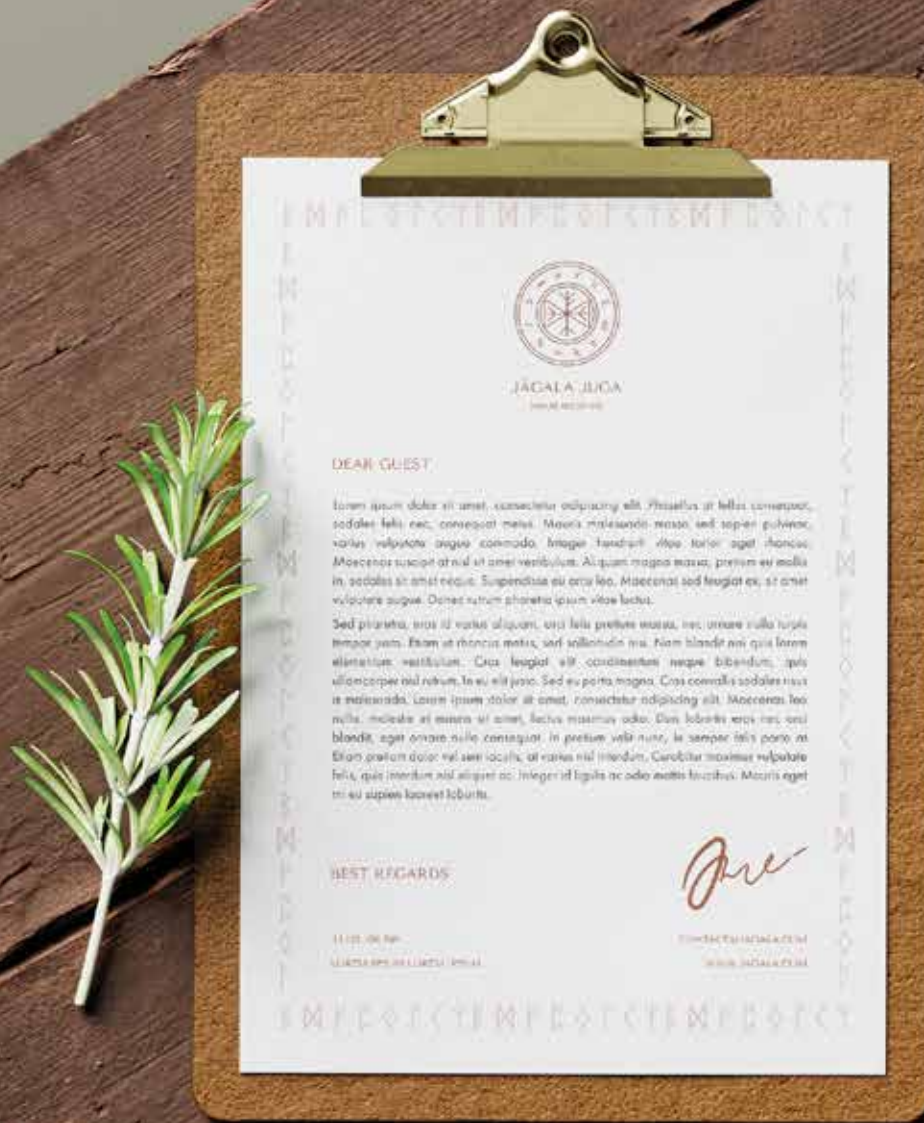 JÄGALA JUGA
DEAR GUEST
Lorem ipsum dolor sit amet, consectetur adipiscing elit. Phasellus at tellus consequat,
sodales felis nec, consequat metus. Mauris malesuada massa sed sapien pulvinar,
varius vulputate augue commodo. Integer hendrerit vitae tortor eget rhoncus.
Maecenas suscipit at nisl sit amet vestibulum. Aliquam magna massa, pretium eu mollis
in, sodales sit amet neque. Suspendisse eu arcu leo. Maecenas sed feugiat ex, sit amet
vulputate augue. Donec rutrum pharetra ipsum vitae luctus.
Sed pharetra, eros id varius aliquam, orci felis pretium massa, nec ornare nulla turpis
tempor justo. Etiam ut rhoncus metus, sed sollicitudin nisi. Nam blandit nisi quis lorem
elementum vestibulum. Cras feugiat elit condimentum neque bibendum, quis
ullamcorper nisl rutrum. In eu elit justo. Sed eu porta magna. Cras convallis sodales risus
a malesuada. Lorem ipsum dolor sit amet, consectetur adipiscing elit. Maecenas leo
nulla, molestie et mauris sit amet, luctus maximus odio. Duis lobortis eros nec orci
blandit, eget ornare nulla consequat. In pretium velit nunc, in semper felis porta at.
Etiam pretium dolor vel sem iaculis, at varius nisl interdum. Curabitur maximus vulputate
felis, quis interdum nisl aliquet ac. Integer id ligula ac odio mattis faucibus. Mauris eget
mi eu sapien laoreet lobortis.
BEST REGARDS
WWW.JAGALA.COM